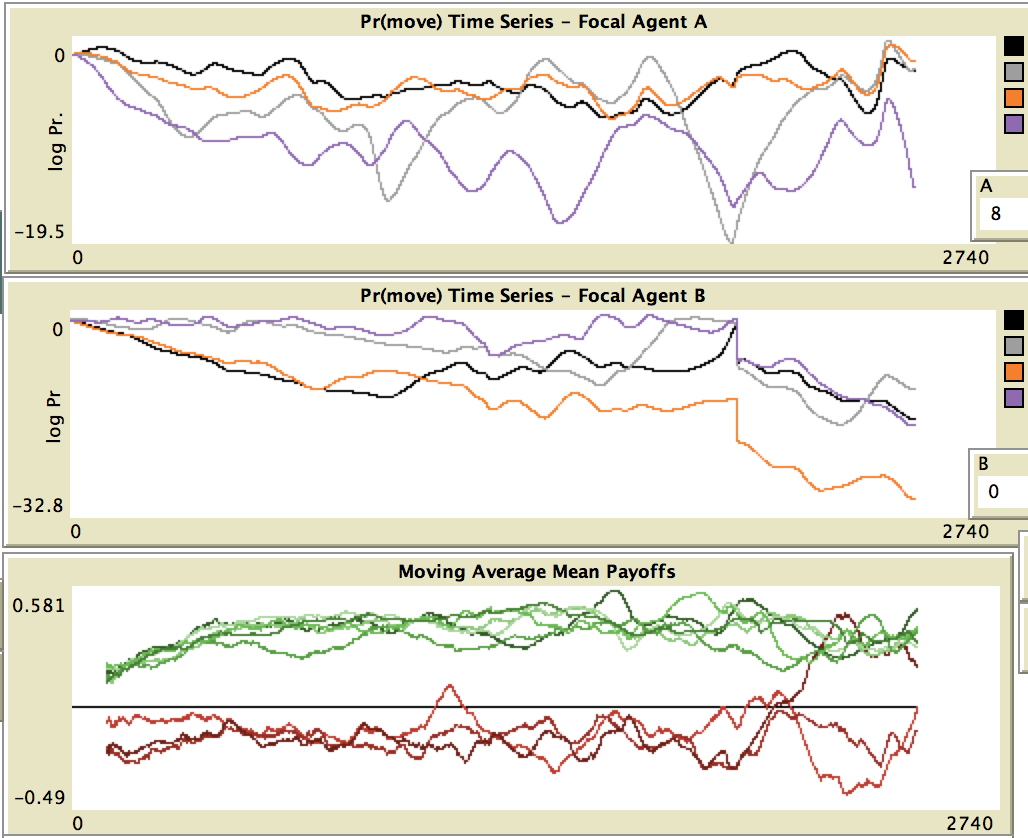 Pr(move) Time Series – Focal Agent A
0
log Pr.
-19.5
0
2740
A
8
Pr(move) Time Series – Focal Agent B
0
log Pr
-32.8
0
2740
B
0
Moving Average Mean Payoffs
0.581
-0.49
0
2740